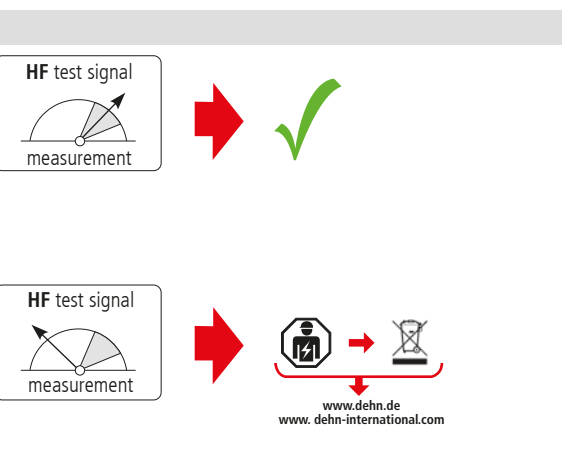 HF test signal
measurement
HF test signal
measurement
www.dehn.de
www. dehn-international.com